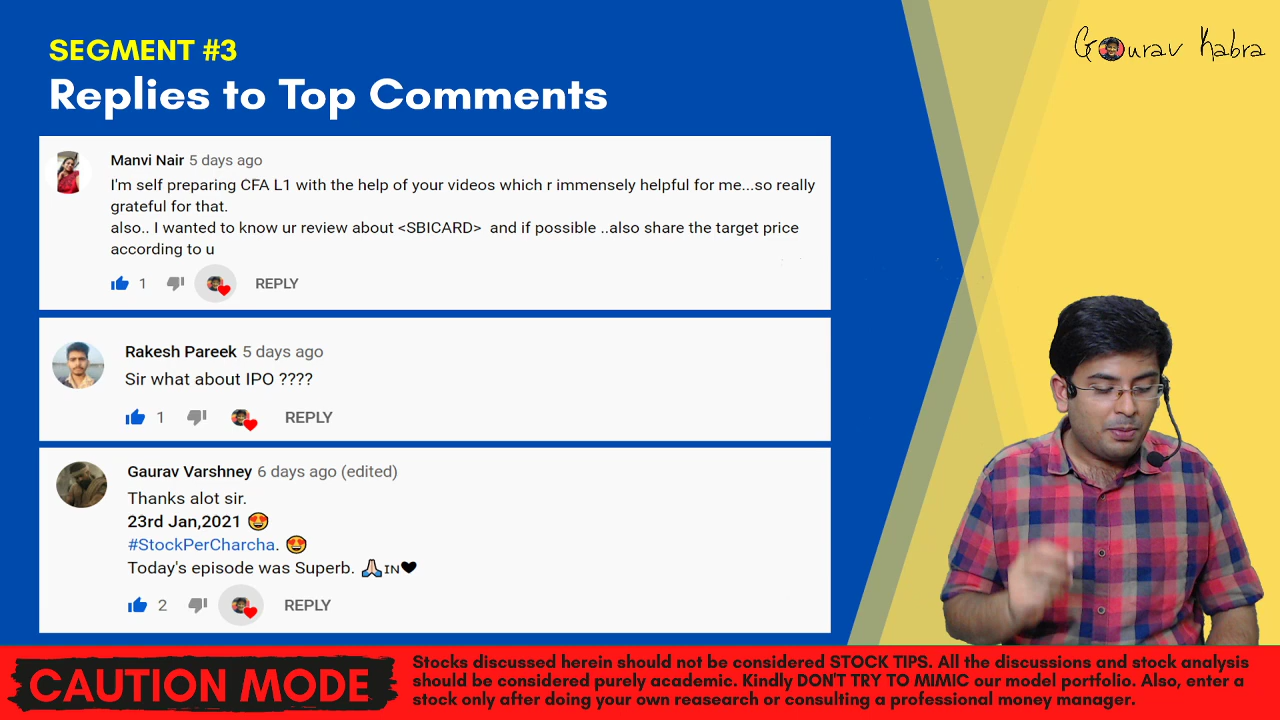 SEGMENT #3
Gourav Kabra
Replies to Top Comments
Manvi Nair 5 days ago
I'm self preparing CFA L1 with the help of your videos which r immensely helpful for me...so really
grateful for that.
also.. I wanted to know ur review about <SBICARD> and if possible ..also share the target price
according to u
1 REPLY
Rakesh Pareek 5 days ago
Sir what about IPO ????
1 REPLY
Gaurav Varshney 6 days ago (edited)
Thanks alot sir.
23rd Jan,2021 😍
#StockPerCharcha. 😍
Today's episode was Superb. 🙏🏻IN🖤
2 REPLY
CAUTION MODE
Stocks discussed herein should not be considered STOCK TIPS. All the discussions and stock analysis
should be considered purely academic. Kindly DON'T TRY TO MIMIC our model portfolio. Also, enter a
stock only after doing your own reasearch or consulting a professional money manager.